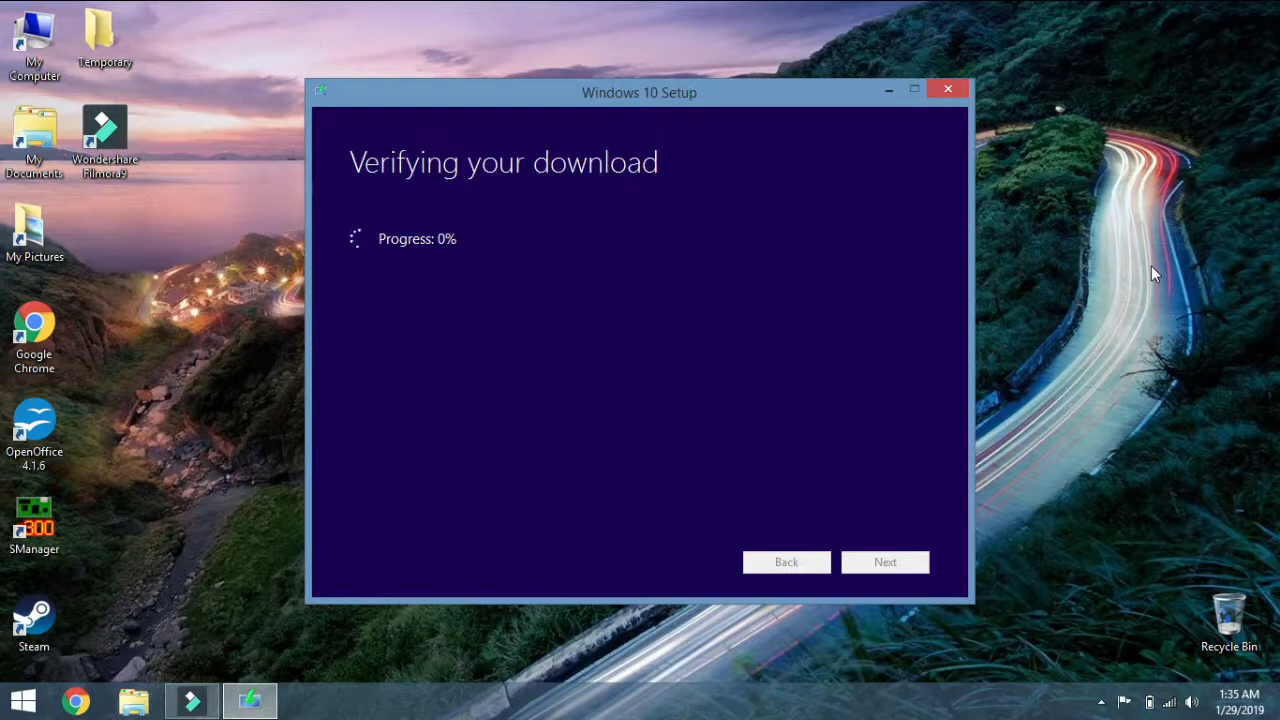 My
Computer
Temporary
My
Documents
Wondershare
Filmora9
My Pictures
Google
Chrome
OpenOffice
4.1.6
300
SManager
Steam
Windows 10 Setup
Verifying your download
Progress: 0%
Back
Next
Recycle Bin
1:35 AM
1/29/2019